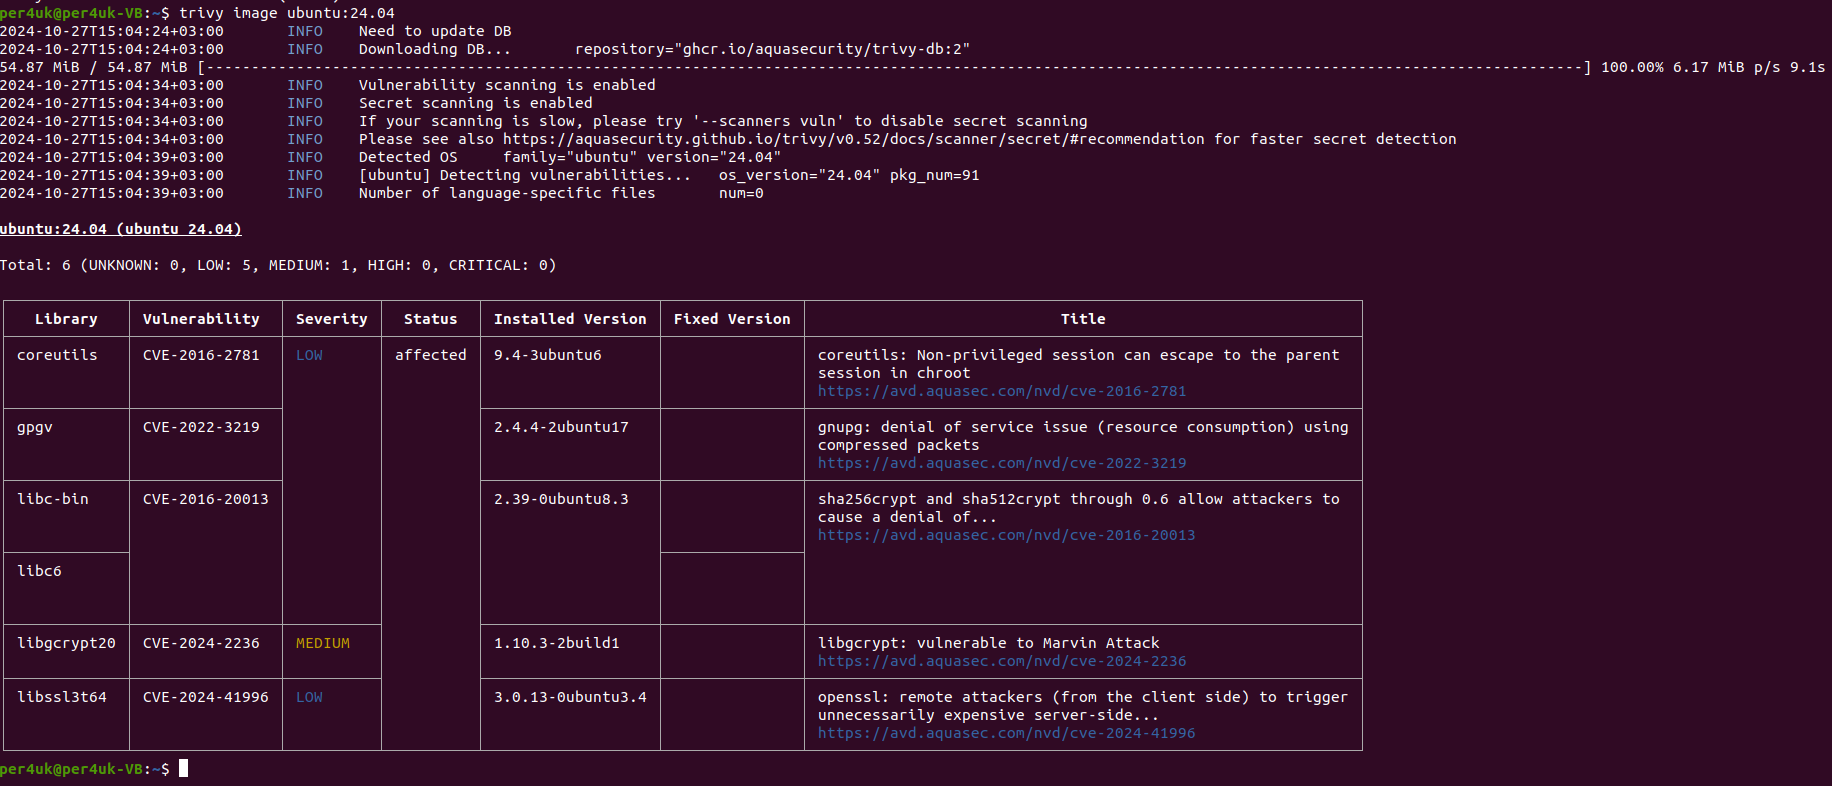 per4uk@per4uk-VB:~$ trivy image ubuntu:24.04
2024-10-27T15:04:24+03:00 INFO Need to update DB
2024-10-27T15:04:24+03:00 INFO Downloading DB... repository="ghcr.io/aquasecurity/trivy-db:2"
54.87 MiB / 54.87 MiB [---------------------------------------------------------------------------------------------------------------------------------------------------------] 100.00% 6.17 MiB p/s 9.1s
2024-10-27T15:04:34+03:00 INFO Vulnerability scanning is enabled
2024-10-27T15:04:34+03:00 INFO Secret scanning is enabled
2024-10-27T15:04:34+03:00 INFO If your scanning is slow, please try '--scanners vuln' to disable secret scanning
2024-10-27T15:04:34+03:00 INFO Please see also https://aquasecurity.github.io/trivy/v0.52/docs/scanner/secret/#recommendation for faster secret detection
2024-10-27T15:04:39+03:00 INFO Detected OS family="ubuntu" version="24.04"
2024-10-27T15:04:39+03:00 INFO [ubuntu] Detecting vulnerabilities... os_version="24.04" pkg_num=91
2024-10-27T15:04:39+03:00 INFO Number of language-specific files num=0
ubuntu:24.04 (ubuntu 24.04)
Total: 6 (UNKNOWN: 0, LOW: 5, MEDIUM: 1, HIGH: 0, CRITICAL: 0)
Library Vulnerability Severity Status Installed Version Fixed Version Title
coreutils CVE-2016-2781 LOW affected 9.4-3ubuntu6 coreutils: Non-privileged session can escape to the parent
session in chroot
https://avd.aquasec.com/nvd/cve-2016-2781
gpgv CVE-2022-3219 2.4.4-2ubuntu17 gnupg: denial of service issue (resource consumption) using
compressed packets
https://avd.aquasec.com/nvd/cve-2022-3219
libc-bin CVE-2016-20013 2.39-0ubuntu8.3 sha256crypt and sha512crypt through 0.6 allow attackers to
cause a denial of...
https://avd.aquasec.com/nvd/cve-2016-20013
libc6
libgcrypt20 CVE-2024-2236 MEDIUM 1.10.3-2build1 libgcrypt: vulnerable to Marvin Attack
https://avd.aquasec.com/nvd/cve-2024-2236
libssl3t64 CVE-2024-41996 LOW 3.0.13-0ubuntu3.4 openssl: remote attackers (from the client side) to trigger
unnecessarily expensive server-side...
https://avd.aquasec.com/nvd/cve-2024-41996
per4uk@per4uk-VB:~$